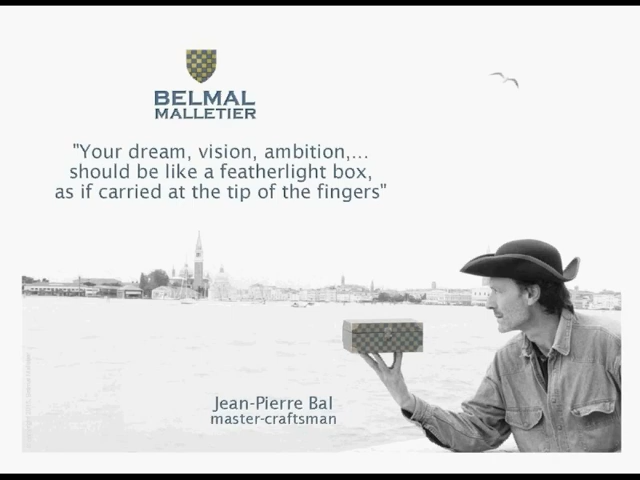 BELMAL
MALLETIER
"Your dream, vision, ambition,...
should be like a featherlight box,
as if carried at the tip of the fingers"
Jean-Pierre Bal
master-craftsman